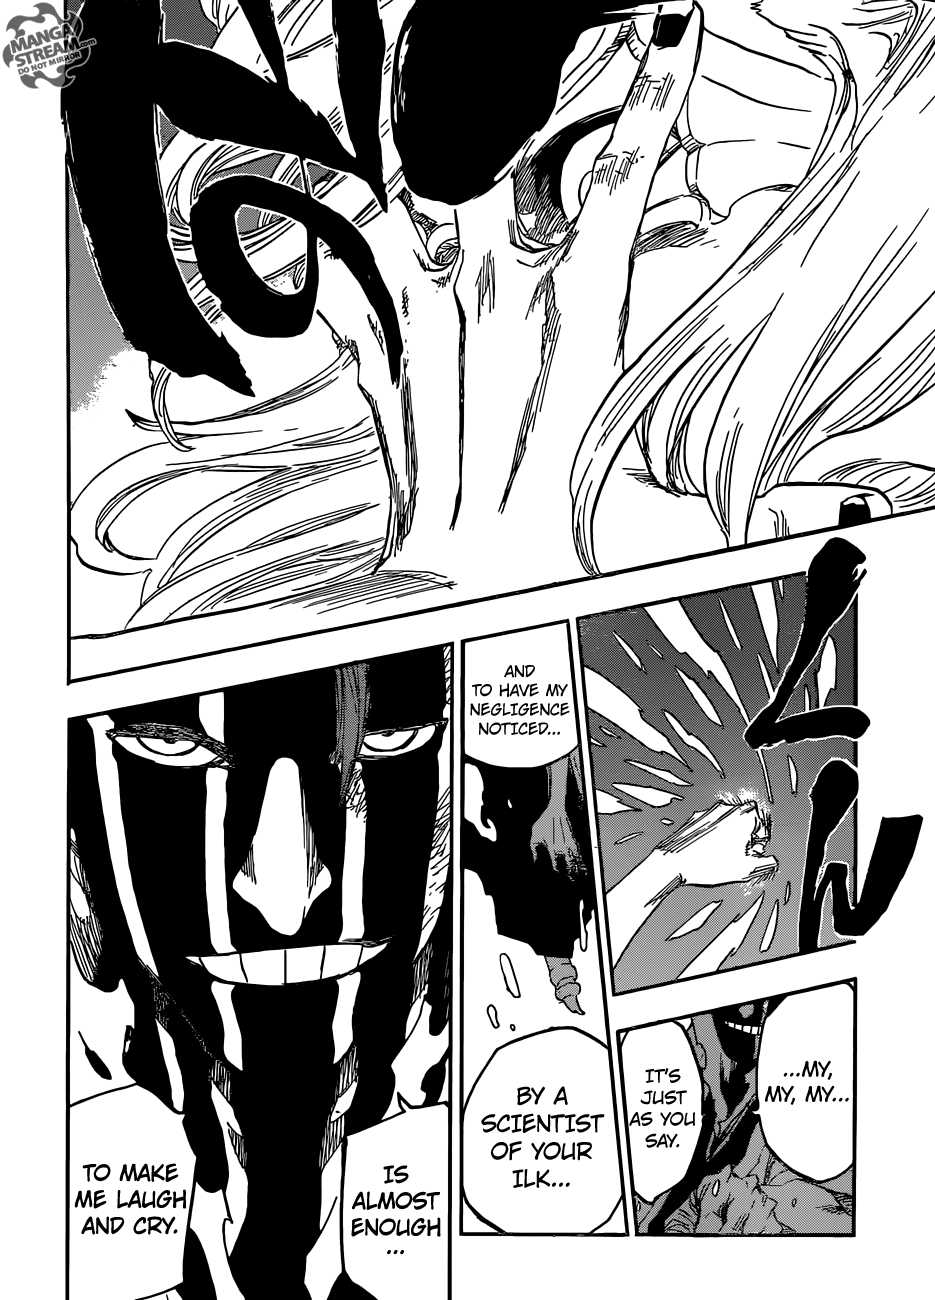 MANGA
STREAM.com
DO NOT MIRROR
...MY,
MY, MY...
IT'S
JUST
AS YOU
SAY.
AND
TO HAVE MY
NEGLIGENCE
NOTICED...
BY A
SCIENTIST
OF YOUR
ILK...
IS
ALMOST
ENOUGH
...
TO MAKE
ME LAUGH
AND CRY.